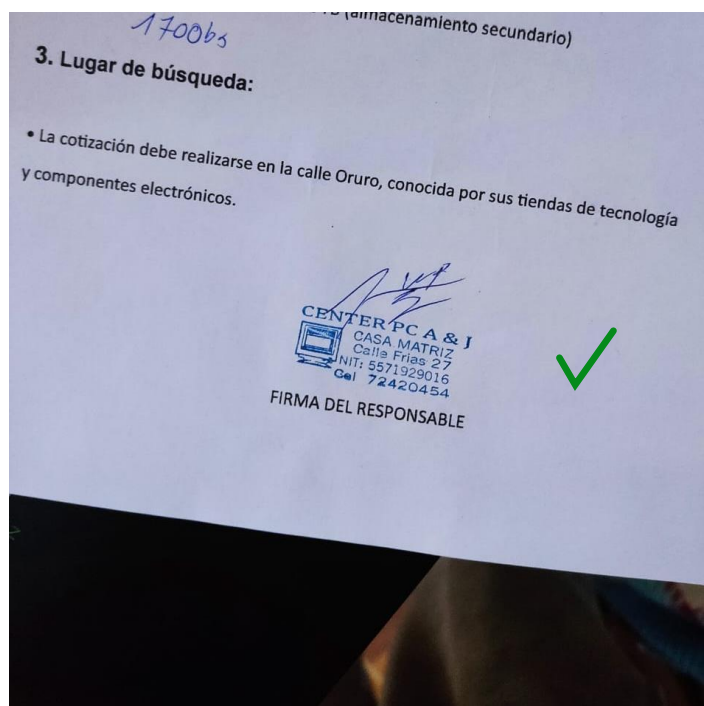 (almacenamiento secundario)
1700bs
3. Lugar de búsqueda:
• La cotización debe realizarse en la calle Oruro, conocida por sus tiendas de tecnología
y componentes electrónicos.
CENTER PC A & J
CASA MATRIZ
Calle Frias 27
NIT: 5571929016
Cel 72420454
FIRMA DEL RESPONSABLE